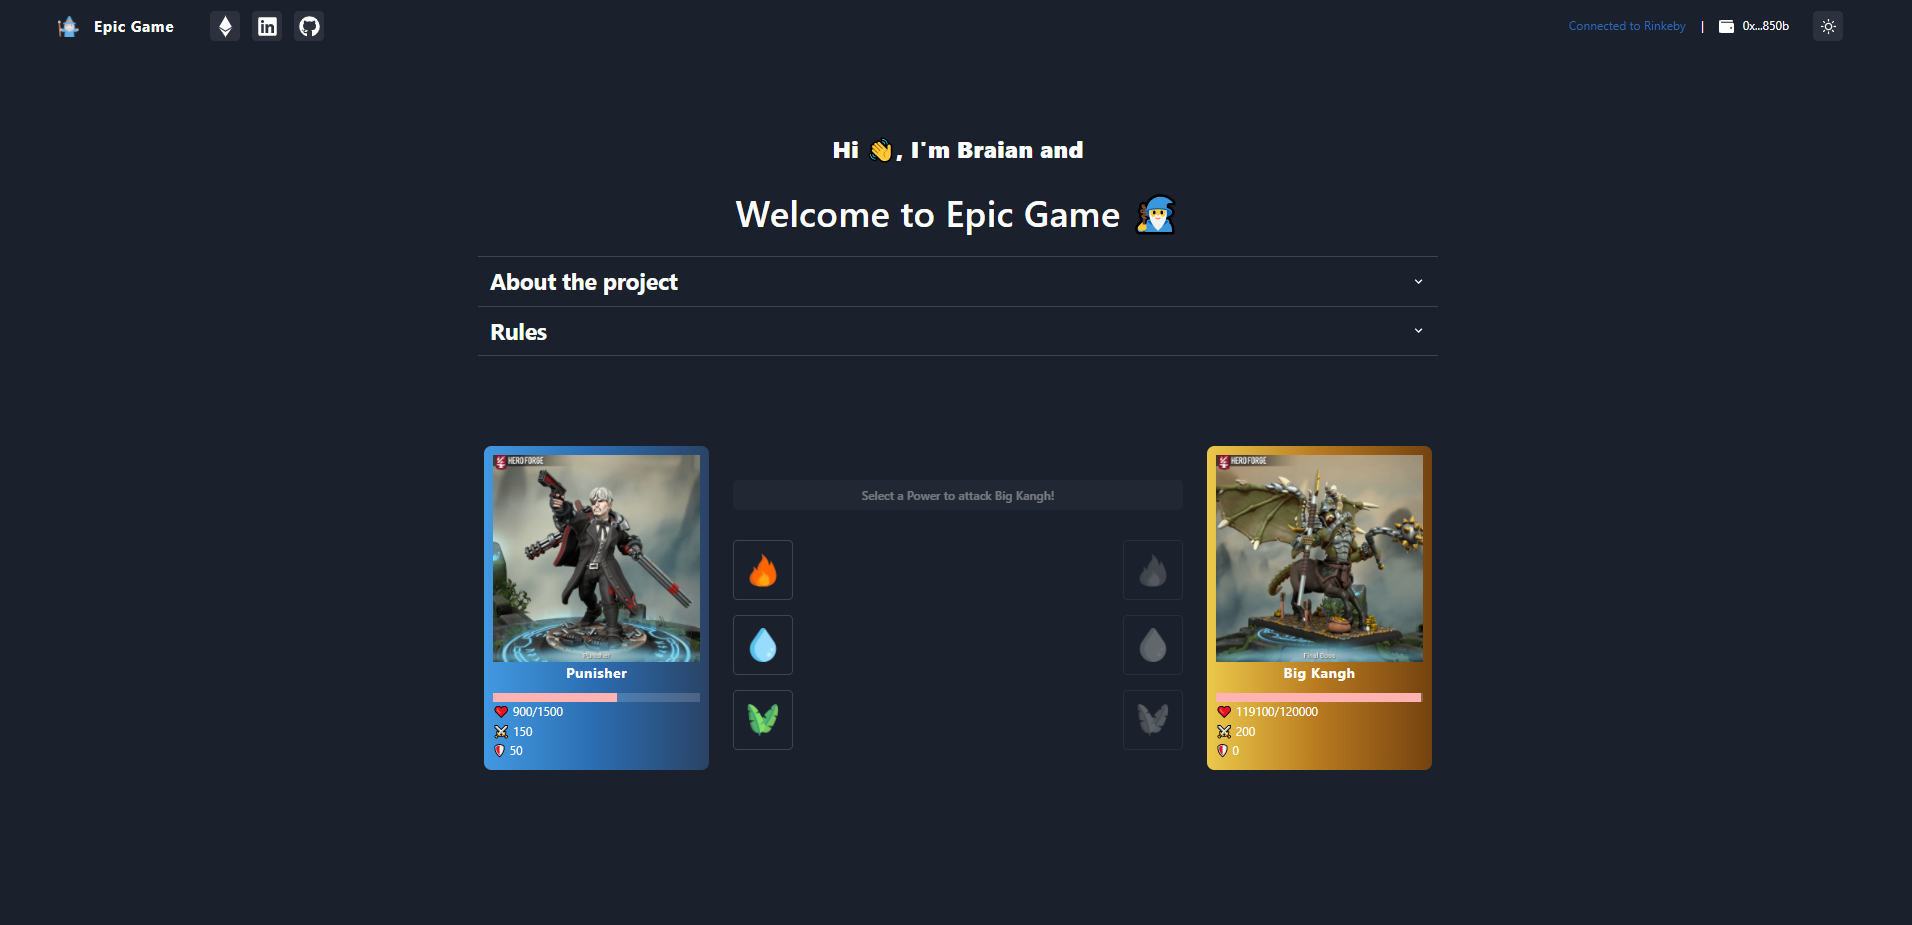 Epic Game
Connected to Rinkeby | 0x...850b
Hi 👋, I'm Braian and
Welcome to Epic Game 🧙‍♂️
About the project
Rules
HERO FORGE
Punisher
Punisher
900/1500
150
50
Select a Power to attack Big Kangh!
HERO FORGE
Final Boss
Big Kangh
119100/120000
200
0